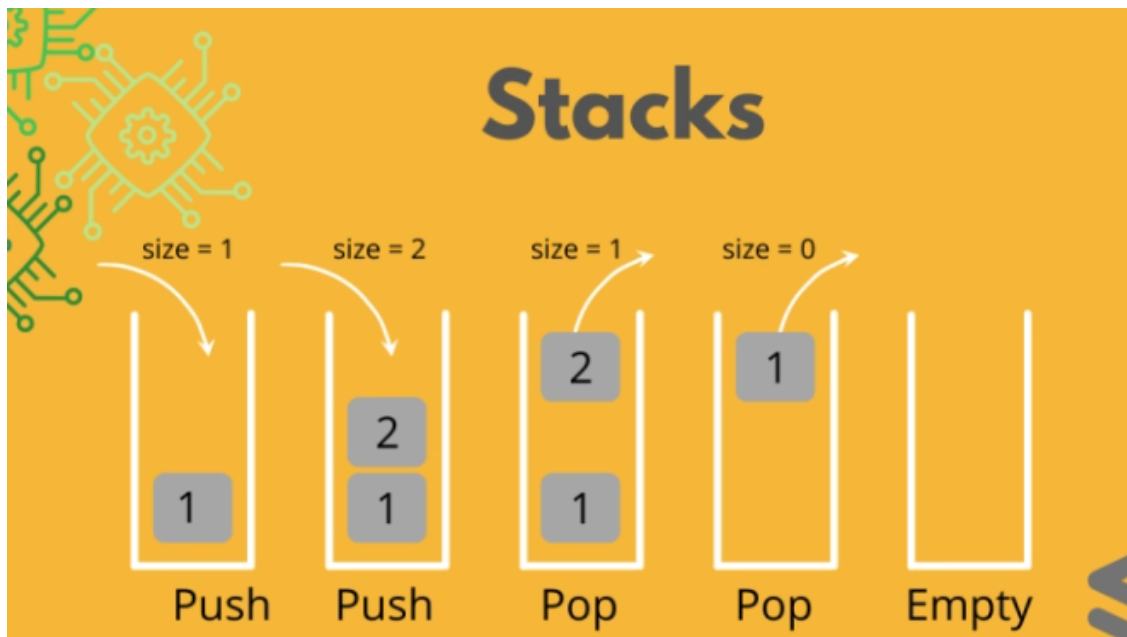 Stacks
size = 1 size = 2 size = 1 size = 0
2 1
2
1 1 1
Push Push Pop Pop Empty